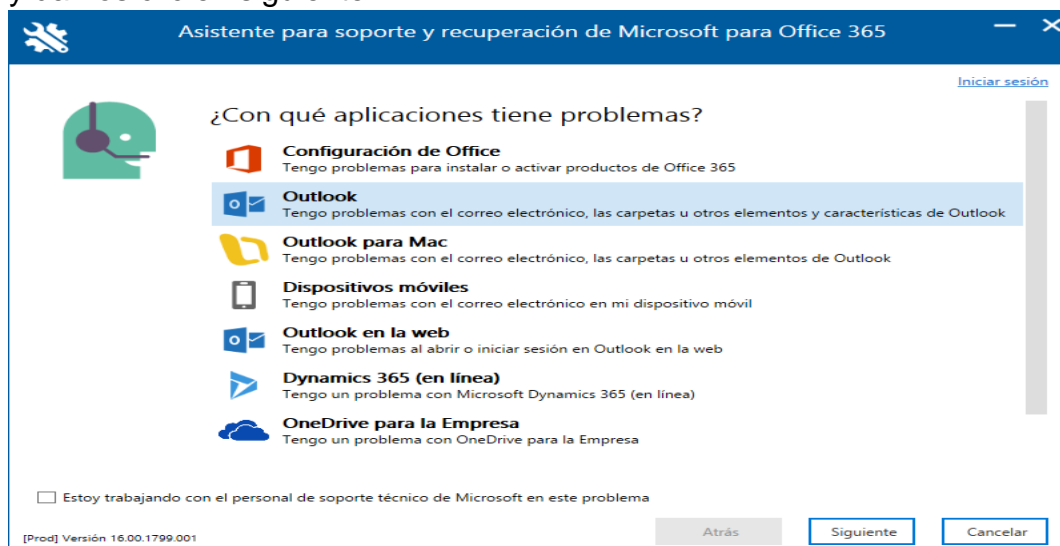 Asistente para soporte y recuperación de Microsoft para Office 365
Iniciar sesión
¿Con qué aplicaciones tiene problemas?
Configuración de Office
Tengo problemas para instalar o activar productos de Office 365
Outlook
Tengo problemas con el correo electrónico, las carpetas u otros elementos y características de Outlook
Outlook para Mac
Tengo problemas con el correo electrónico, las carpetas u otros elementos de Outlook
Dispositivos móviles
Tengo problemas con el correo electrónico en mi dispositivo móvil
Outlook en la web
Tengo problemas al abrir o iniciar sesión en Outlook en la web
Dynamics 365 (en línea)
Tengo un problema con Microsoft Dynamics 365 (en línea)
OneDrive para la Empresa
Tengo un problema con OneDrive para la Empresa
Estoy trabajando con el personal de soporte técnico de Microsoft en este problema
[Prod] Versión 16.00.1799.001
Atrás
Siguiente
Cancelar